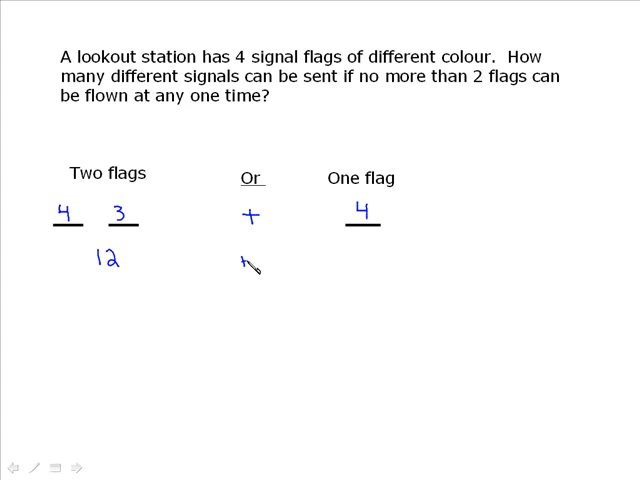 A lookout station has 4 signal flags of different colour.  How
many different signals can be sent if no more than 2 flags can
be flown at any one time?
Two flags Or One flag
4 3 + 4
12 +